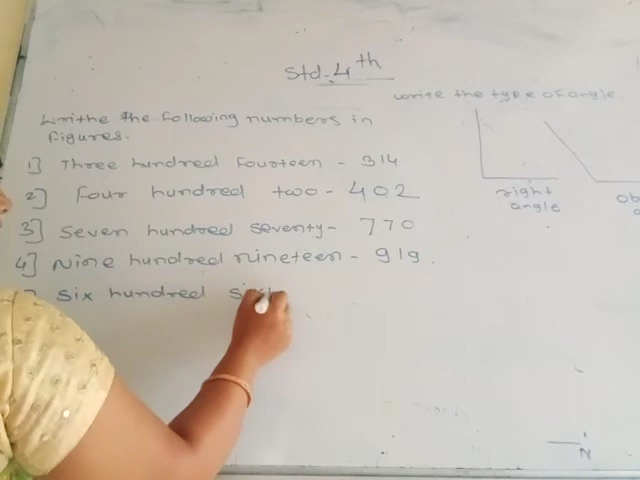 Std. 4th
write the type of angle
Writhe the following numbers in
figures.
1] Three hundred fourteen - 314
2] four hundred two - 402
3] seven hundred seventy - 770
4] Nine hundred nineteen - 919.
six hundred
right
angle
N